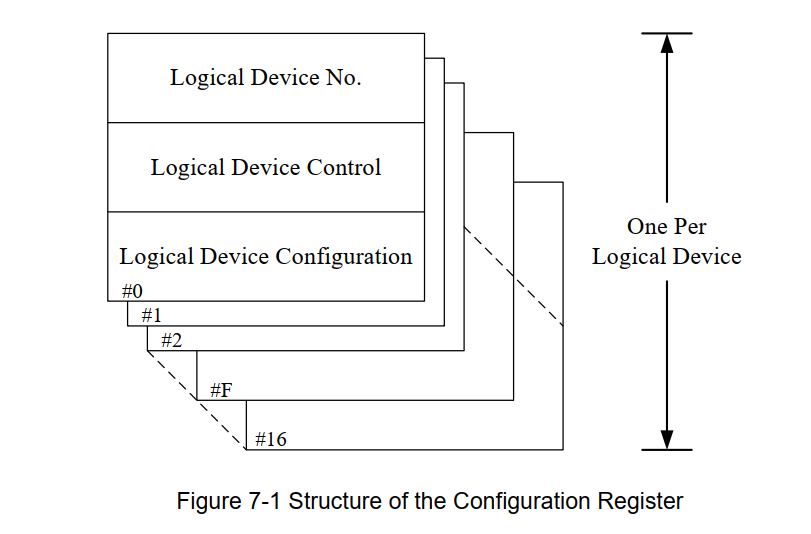 Logical Device No.
Logical Device Control
Logical Device Configuration
#0
#1
#2
#F
#16
One Per
Logical Device
Figure 7-1 Structure of the Configuration Register